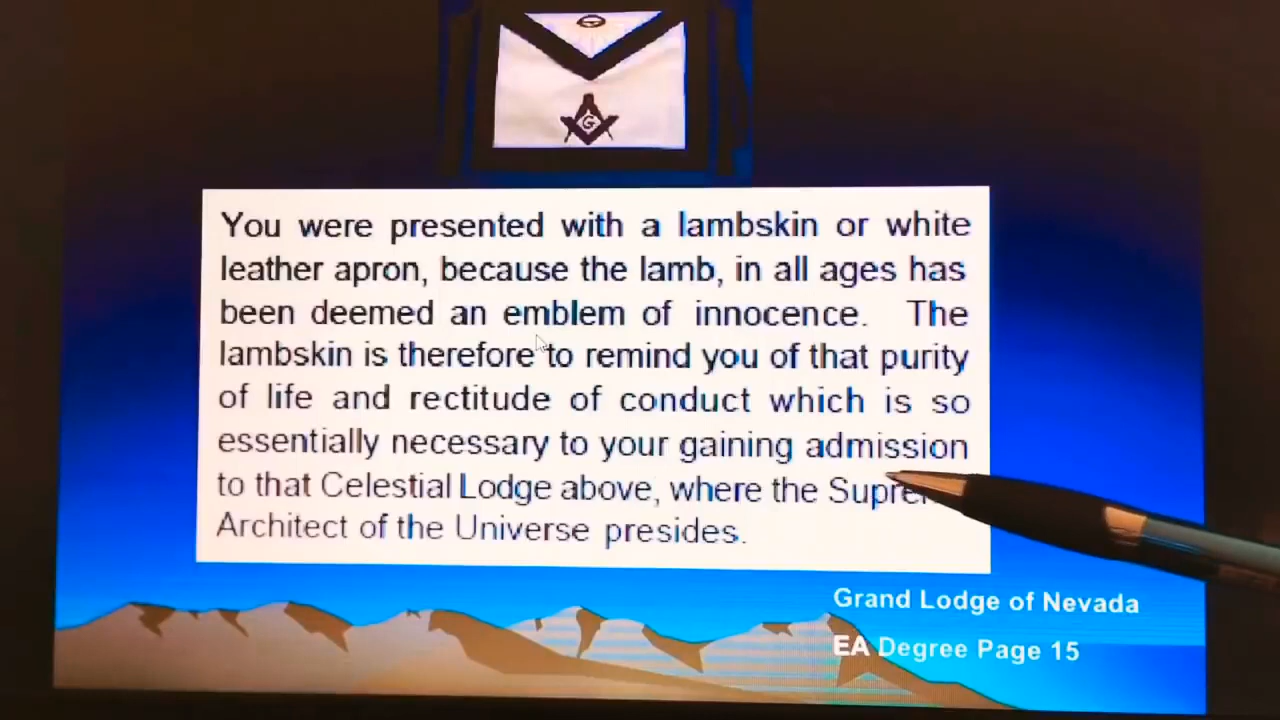 G
You were presented with a lambskin or white
leather apron, because the lamb, in all ages has
been deemed an emblem of innocence. The
lambskin is therefore to remind you of that purity
of life and rectitude of conduct which is so
essentially necessary to your gaining admission
to that Celestial Lodge above, where the
Architect of the Universe presides.
Grand Lodge of Nevada
EA Degree Page 15